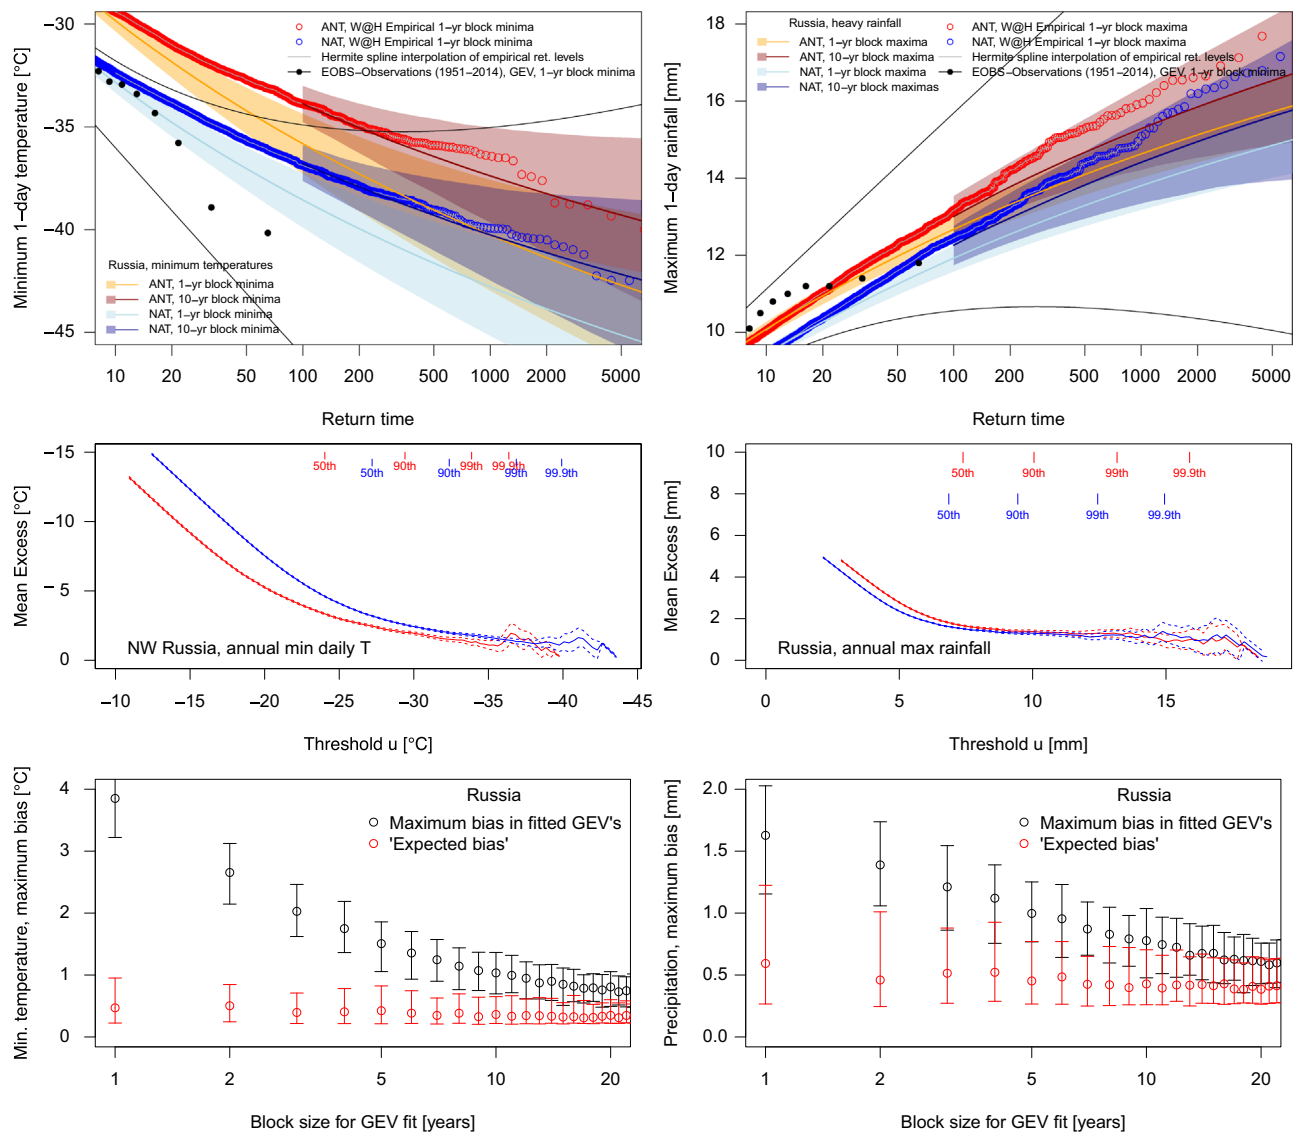 ANT, W@H Empirical 1−yr block minima
NAT, W@H Empirical 1−yr block minima
Hermite spline interpolation of empirical ret. levels
EOBS−Observations (1951−2014), GEV, 1−yr block minima
Russia, minimum temperatures
ANT, 1−yr block minima
ANT, 10−yr block minima
NAT, 1−yr block minima
NAT, 10−yr block minima
Minimum 1−day temperature [°C]
−30
−35
−40
−45
10 20 50 100 200 500 1000 2000 5000
Return time
Russia, heavy rainfall
ANT, 1−yr block maxima
ANT, 10−yr block maxima
NAT, 1−yr block maxima
NAT, 10−yr block maximas
ANT, W@H Empirical 1−yr block maxima
NAT, W@H Empirical 1−yr block maxima
Hermite spline interpolation of empirical ret. levels
EOBS−Observations (1951−2014), GEV, 1−yr block minima
Maximum 1−day rainfall [mm]
18
16
14
12
10
10 20 50 100 200 500 1000 2000 5000
Return time
Mean Excess [°C]
−15
−10
−5
0
50th 90th 99th 99.9th
50th 90th 99th 99.9th
NW Russia, annual min daily T
−10 −15 −20 −25 −30 −35 −40 −45
Threshold u [°C]
Mean Excess [mm]
10
8
6
4
2
0
50th 90th 99th 99.9th
50th 90th 99th 99.9th
Russia, annual max rainfall
0 5 10 15
Threshold u [mm]
Min. temperature, maximum bias [°C]
4
3
2
1
0
Russia
Maximum bias in fitted GEV's
'Expected bias'
1 2 5 10 20
Block size for GEV fit [years]
Precipitation, maximum bias [mm]
2.0
1.5
1.0
0.5
0.0
Russia
Maximum bias in fitted GEV's
'Expected bias'
1 2 5 10 20
Block size for GEV fit [years]